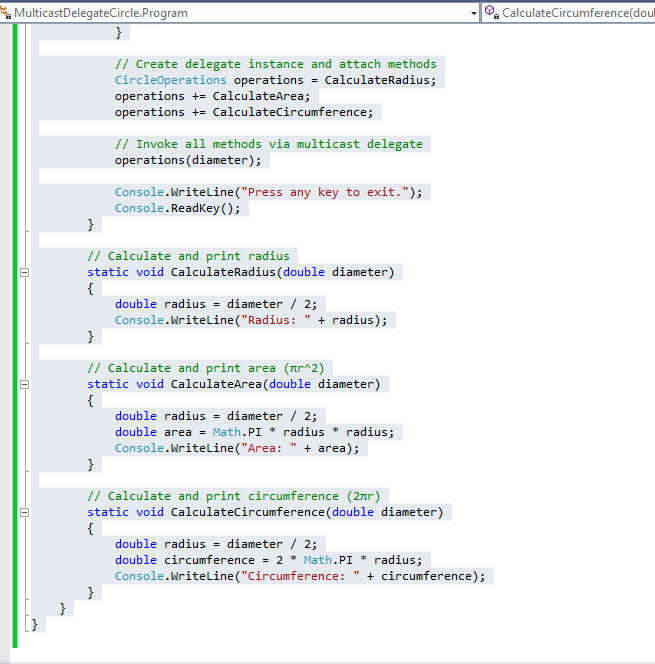 MulticastDelegateCircle.Program
CalculateCircumference(doul
}
// Create delegate instance and attach methods
CircleOperations operations = CalculateRadius;
operations += CalculateArea;
operations += CalculateCircumference;
// Invoke all methods via multicast delegate
operations(diameter);
Console.WriteLine("Press any key to exit.");
Console.ReadKey();
}
// Calculate and print radius
static void CalculateRadius(double diameter)
{
double radius = diameter / 2;
Console.WriteLine("Radius: " + radius);
}
// Calculate and print area (πr^2)
static void CalculateArea(double diameter)
{
double radius = diameter / 2;
double area = Math.PI * radius * radius;
Console.WriteLine("Area: " + area);
}
// Calculate and print circumference (2πr)
static void CalculateCircumference(double diameter)
{
double radius = diameter / 2;
double circumference = 2 * Math.PI * radius;
Console.WriteLine("Circumference: " + circumference);
}
}
}